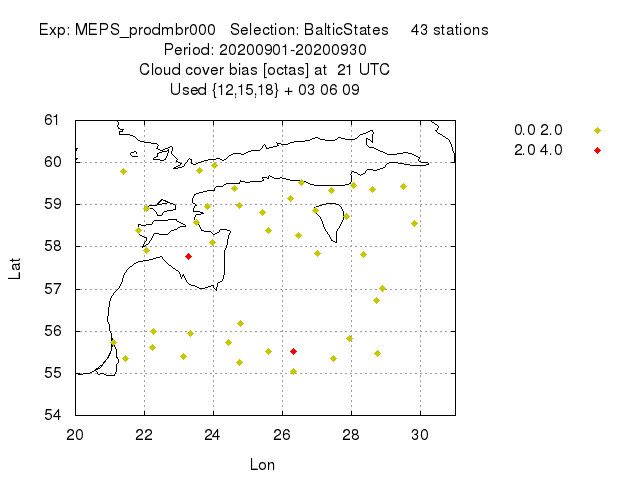 Exp: MEPS_prodmbr000 Selection: BalticStates 43 stations
Period: 20200901-20200930
Cloud cover bias [octas] at 21 UTC
Used {12,15,18} + 03 06 09
0.0 2.0
2.0 4.0
61
60
59
58
57
56
55
54
Lat
20 22 24 26 28 30
Lon